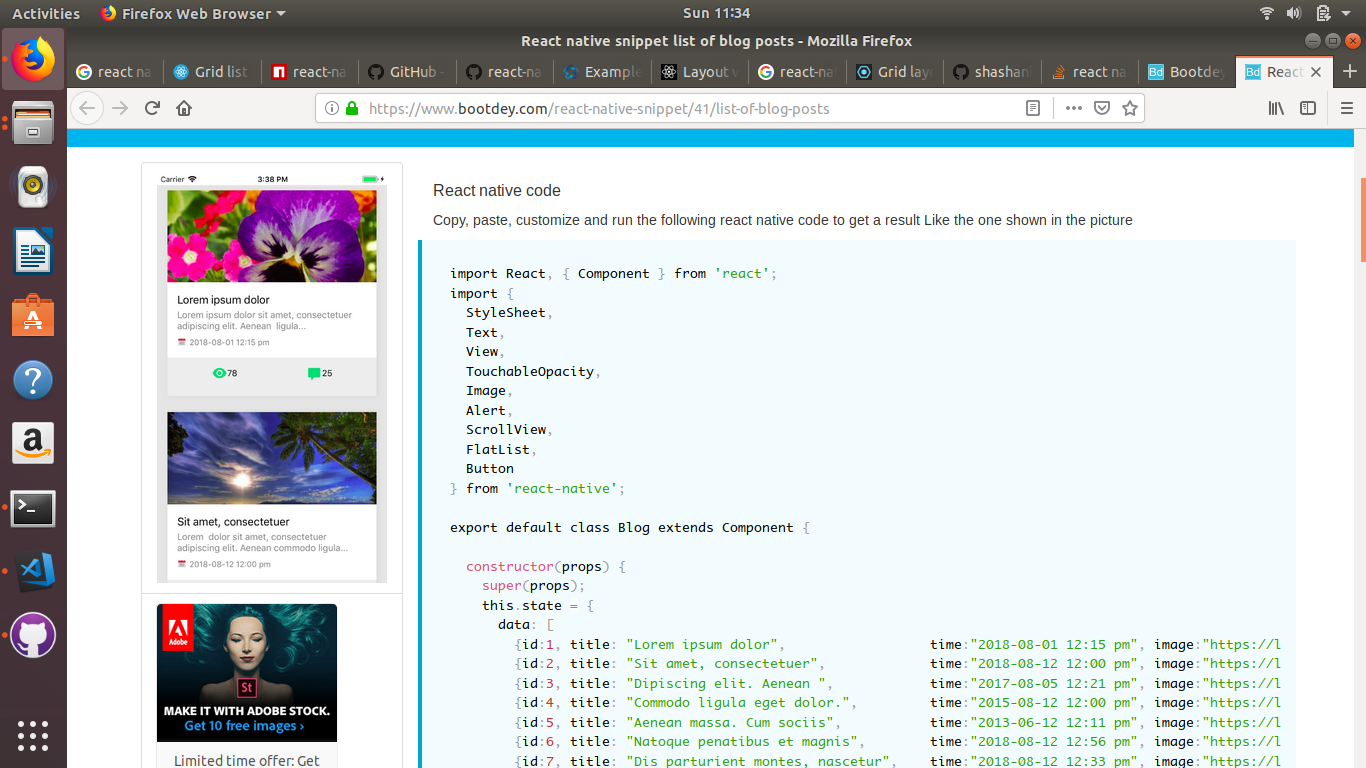 Activities
Firefox Web Browser
Sun 11:34
React native snippet list of blog posts - Mozilla Firefox
react na
Grid list
react-na
GitHub -
react-na
Example
Layout w
react-na
Grid layo
shashan
react na
Bootdey
React
https://www.bootdey.com/react-native-snippet/41/list-of-blog-posts
Carrier
3:38 PM
Lorem ipsum dolor
Lorem ipsum dolor sit amet, consectetuer
adipiscing elit. Aenean ligula...
2018-08-01 12:15 pm
78
25
Sit amet, consectetuer
Lorem dolor sit amet, consectetuer
adipiscing elit. Aenean commodo ligula...
2018-08-12 12:00 pm
Adobe
St
MAKE IT WITH ADOBE STOCK.
Get 10 free images ›
Limited time offer: Get
React native code
Copy, paste, customize and run the following react native code to get a result Like the one shown in the picture
import React, { Component } from 'react';
import {
  StyleSheet,
  Text,
  View,
  TouchableOpacity,
  Image,
  Alert,
  ScrollView,
  FlatList,
  Button
} from 'react-native';
export default class Blog extends Component {
  constructor(props) {
    super(props);
    this.state = {
      data: [
        {id:1, title: "Lorem ipsum dolor", time:"2018-08-01 12:15 pm", image:"https://l
        {id:2, title: "Sit amet, consectetuer", time:"2018-08-12 12:00 pm", image:"https://l
        {id:3, title: "Dipiscing elit. Aenean ", time:"2017-08-05 12:21 pm", image:"https://l
        {id:4, title: "Commodo ligula eget dolor.", time:"2015-08-12 12:00 pm", image:"https://l
        {id:5, title: "Aenean massa. Cum sociis", time:"2013-06-12 12:11 pm", image:"https://l
        {id:6, title: "Natoque penatibus et magnis", time:"2018-08-12 12:56 pm", image:"https://l
        {id:7, title: "Dis parturient montes, nascetur", time:"2018-08-12 12:33 pm", image:"https://l